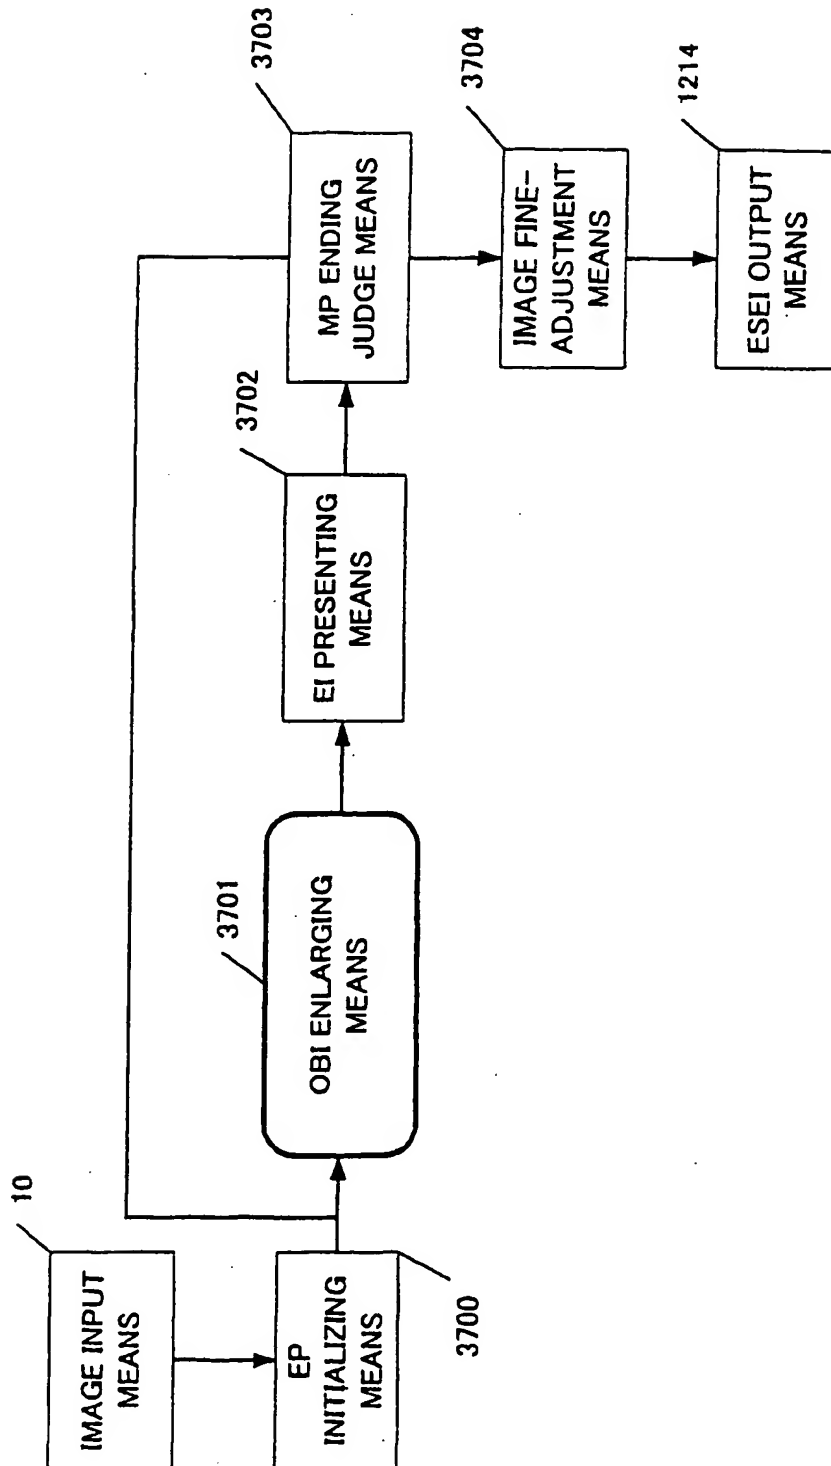 10
IMAGE INPUT
MEANS
EP
INITIALIZING
MEANS
3700
3701
OBI ENLARGING
MEANS
3702
EI PRESENTING
MEANS
3703
MP ENDING
JUDGE MEANS
3704
IMAGE FINE-
ADJUSTMENT
MEANS
1214
ESEI OUTPUT
MEANS